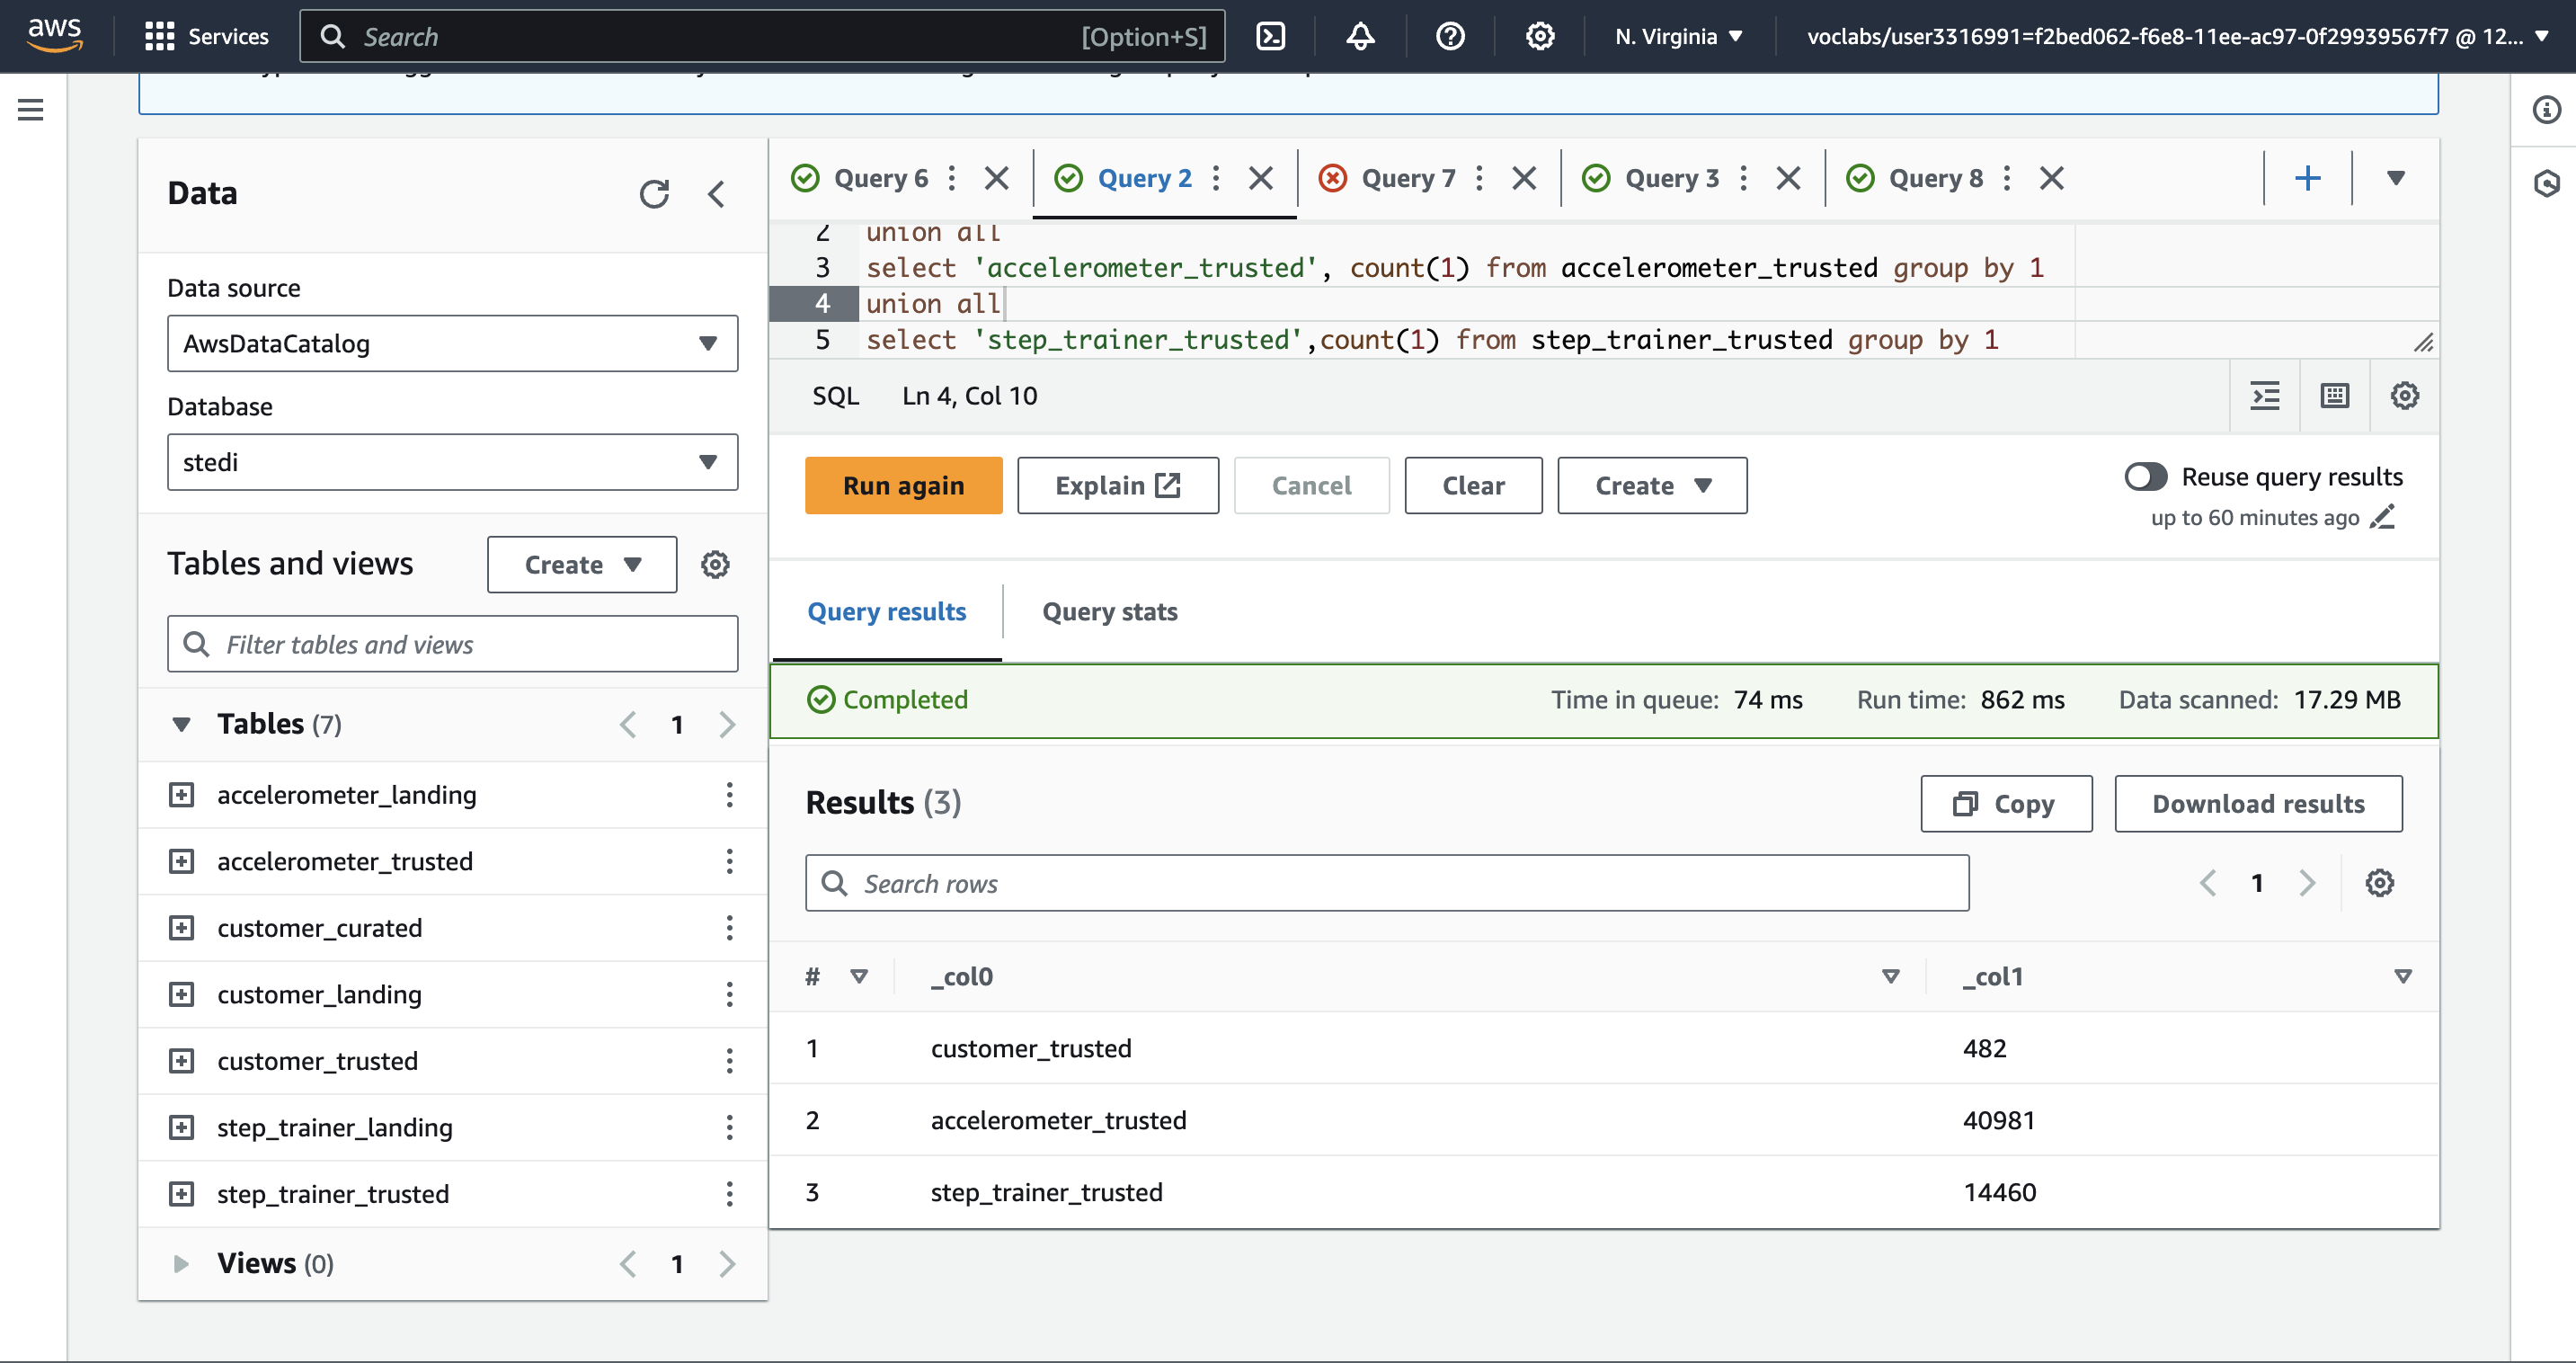 aws
Services
Search
[Option+S]
N. Virginia
voclabs/user3316991=f2bed062-f6e8-11ee-ac97-0f29939567f7 @ 12...
Data
Data source
AwsDataCatalog
Database
stedi
Tables and views
Create
Filter tables and views
Tables (7)
1
accelerometer_landing
accelerometer_trusted
customer_curated
customer_landing
customer_trusted
step_trainer_landing
step_trainer_trusted
Views (0)
1
Query 6
Query 2
Query 7
Query 3
Query 8
2 union all
3 select 'accelerometer_trusted', count(1) from accelerometer_trusted group by 1
4 union all
5 select 'step_trainer_trusted',count(1) from step_trainer_trusted group by 1
SQL Ln 4, Col 10
Run again
Explain
Cancel
Clear
Create
Reuse query results
up to 60 minutes ago
Query results
Query stats
Completed
Time in queue: 74 ms
Run time: 862 ms
Data scanned: 17.29 MB
Results (3)
Copy
Download results
Search rows
1
# _col0 _col1
1 customer_trusted 482
2 accelerometer_trusted 40981
3 step_trainer_trusted 14460